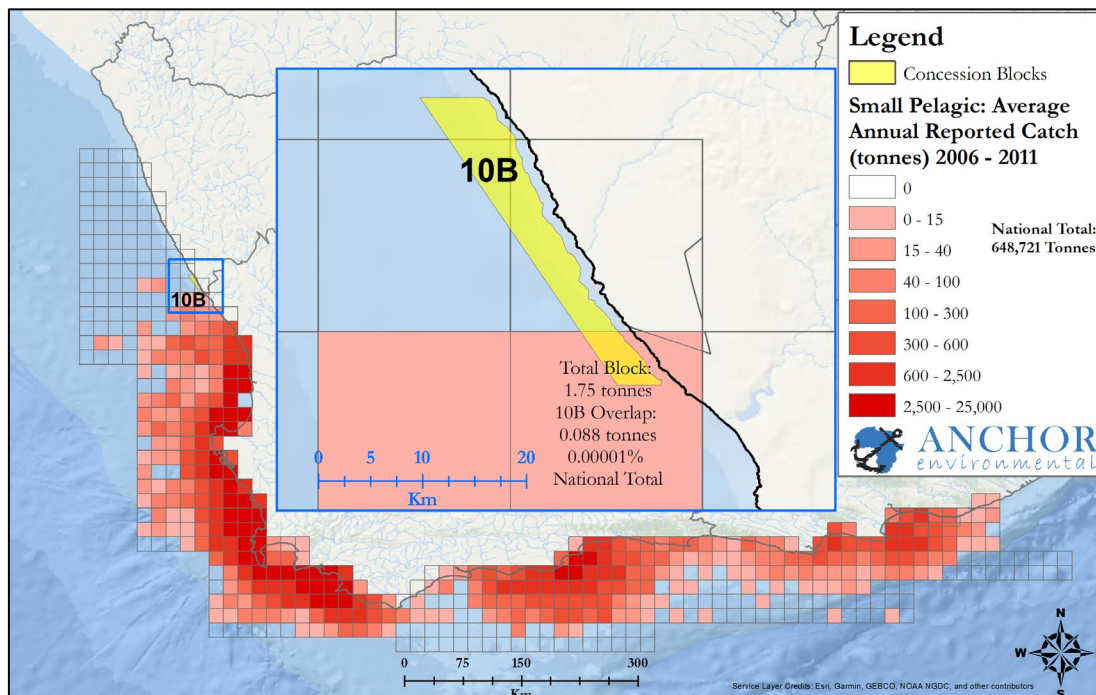 Legend
Concession Blocks
Small Pelagic: Average
Annual Reported Catch
(tonnes) 2006 - 2011
0
0 - 15
15 - 40
40 - 100
100 - 300
300 - 600
600 - 2,500
2,500 - 25,000
National Total:
648,721 Tonnes
ANCHOR
environmental
10B
10B
Total Block:
1.75 tonnes
10B Overlap:
0.088 tonnes
0.00001%
National Total
0 5 10 20
Km
0 75 150 300
Km
N
W E
S
Service Layer Credits: Esri, Garmin, GEBCO, NOAA NGDC, and other contributors